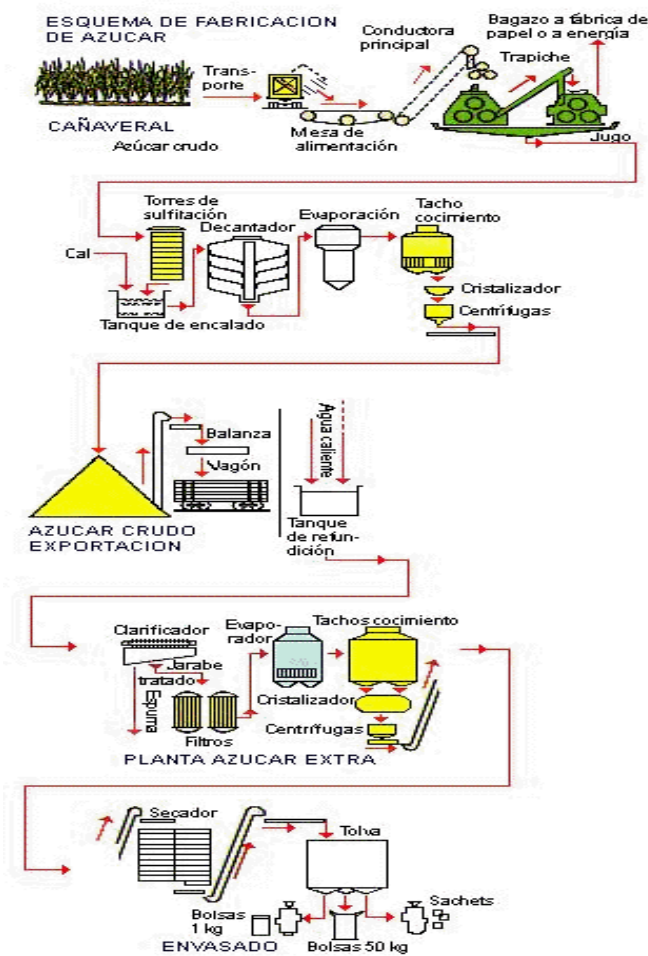 ESQUEMA DE FABRICACION
DE AZUCAR
Bagazo a fábrica de
papel o a energía
Conductora
principal
Trapiche
Trans-
porte
CAÑAVERAL
Azúcar crudo
Mesa de
alimentación
Jugo
Torres de
sulfitación
Decantador
Evaporación
Tacho
cocimiento
Cal
Cristalizador
Centrífugas
Tanque de encalado
Agua caliente
Balanza
Vagón
AZUCAR CRUDO
EXPORTACION
Tanque
de refun-
dición
Clarificador
Evapo-
rador
Tachos cocimiento
Jarabe
tratado
Espuma
Filtros
Cristalizador
Centrífugas
PLANTA AZUCAR EXTRA
Secador
Tolva
Bolsas
1 kg
Sachets
ENVASADO
Bolsas 50 kg